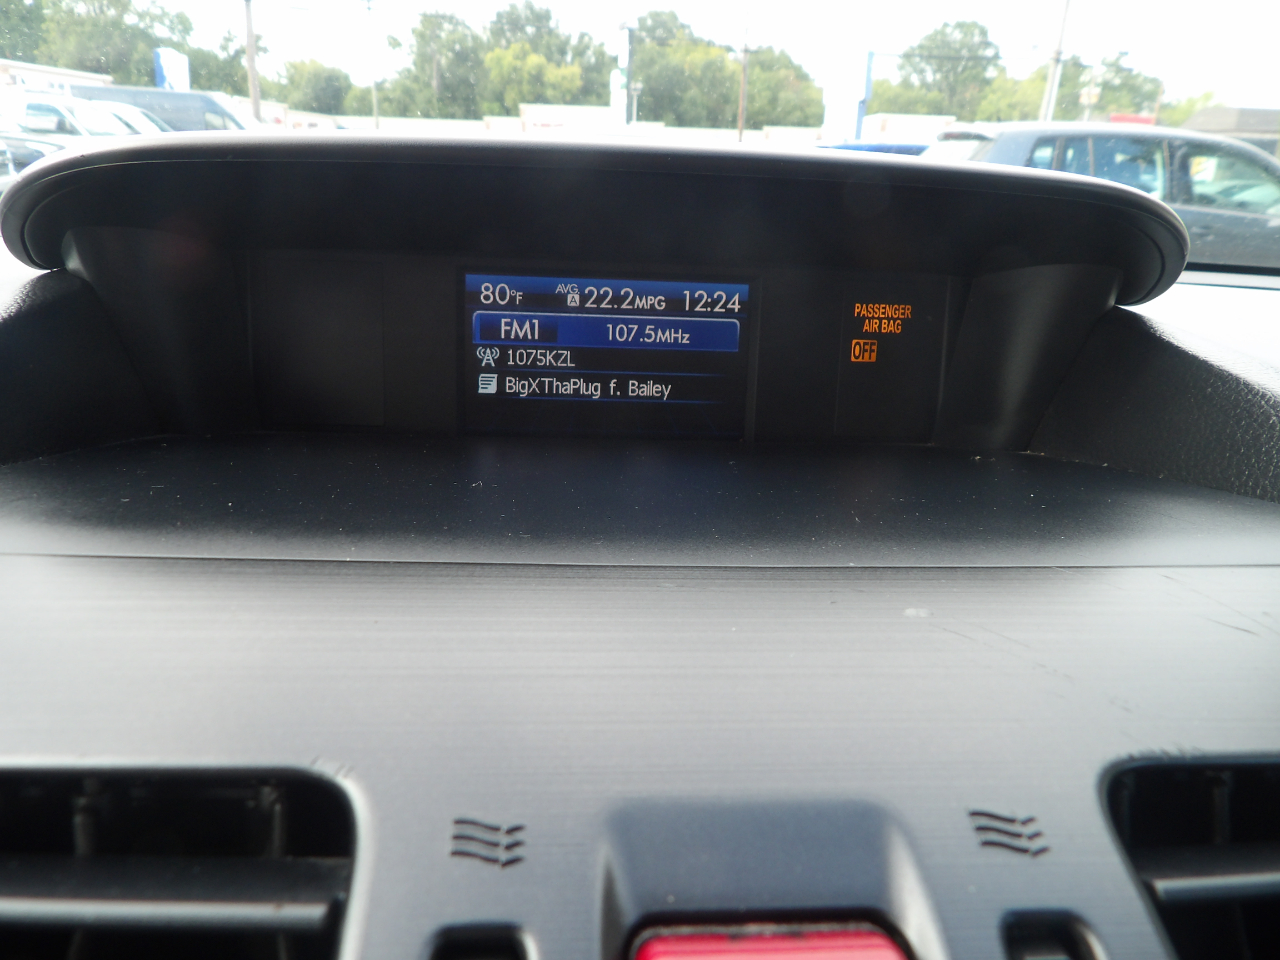 80°F AVG. A 22.2MPG 12:24
FM1 107.5MHz
1075KZL
BigXThaPlug f. Bailey
PASSENGER
AIR BAG
OFF